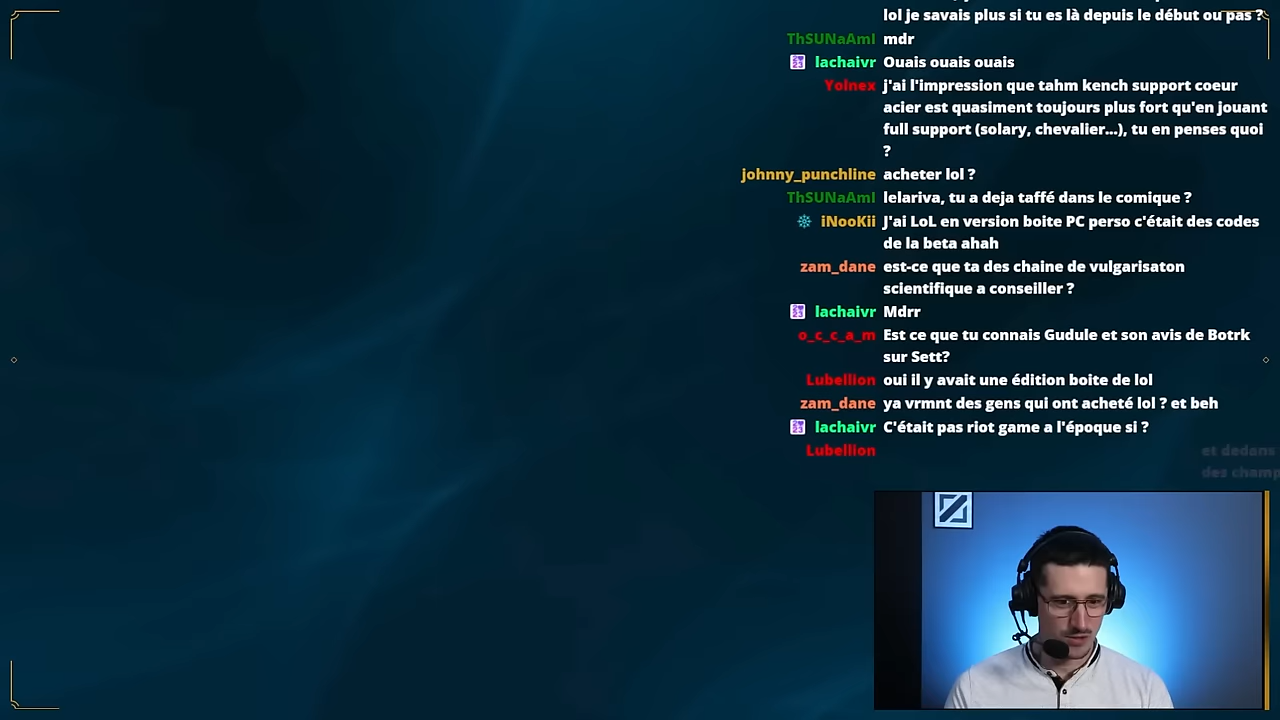 lol je savais plus si tu es là depuis le début ou pas ?
ThSUNaAmI mdr
lachaivr Ouais ouais ouais
Yolnex j'ai l'impression que tahm kench support coeur
acier est quasiment toujours plus fort qu'en jouant
full support (solary, chevalier...), tu en penses quoi
?
johnny_punchline acheter lol ?
ThSUNaAmI lelariva, tu a deja taffé dans le comique ?
iNooKii J'ai LoL en version boite PC perso c'était des codes
de la beta ahah
zam_dane est-ce que ta des chaine de vulgarisaton
scientifique a conseiller ?
lachaivr Mdrr
o_c_c_a_m Est ce que tu connais Gudule et son avis de Botrk
sur Sett?
Lubellion oui il y avait une édition boite de lol
zam_dane ya vrmnt des gens qui ont acheté lol ? et beh
lachaivr C'était pas riot game a l'époque si ?
Lubellion et dedans
des champ